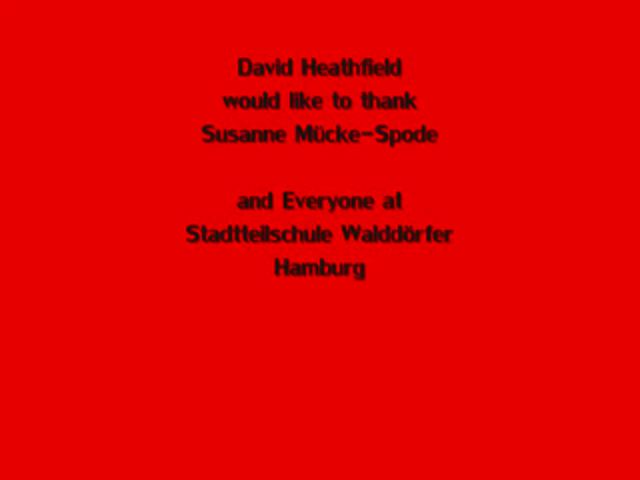 David Heathfield
would like to thank
Susanne Mücke-Spode
and Everyone at
Stadtteilschule Walddörfer
Hamburg